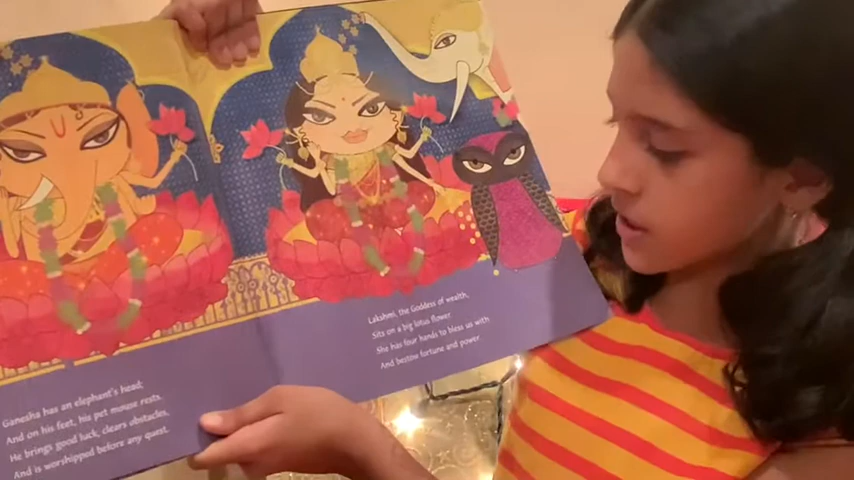 Ganesha has an elephant's head
And on his feet, his pet mouse rests
He brings good luck, clears obstacles
And is worshipped before any quest.
Lakshmi, the Goddess of wealth,
Sits on a big lotus flower
She has four hands to bless us with
And bestow fortune and power.